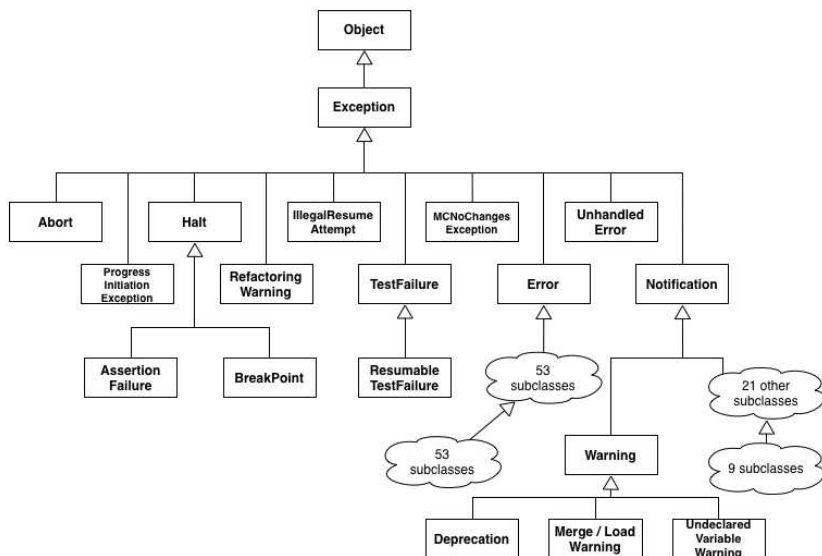 Object
Exception
Abort
Halt
IllegalResume
Attempt
MCNoChanges
Exception
Unhandled
Error
Progress
Initiation
Exception
Refactoring
Warning
TestFailure
Error
Notification
Assertion
Failure
BreakPoint
Resumable
TestFailure
53
subclasses
21 other
subclasses
53
subclasses
Warning
9 subclasses
Deprecation
Merge / Load
Warning
Undeclared
Variable
Warning